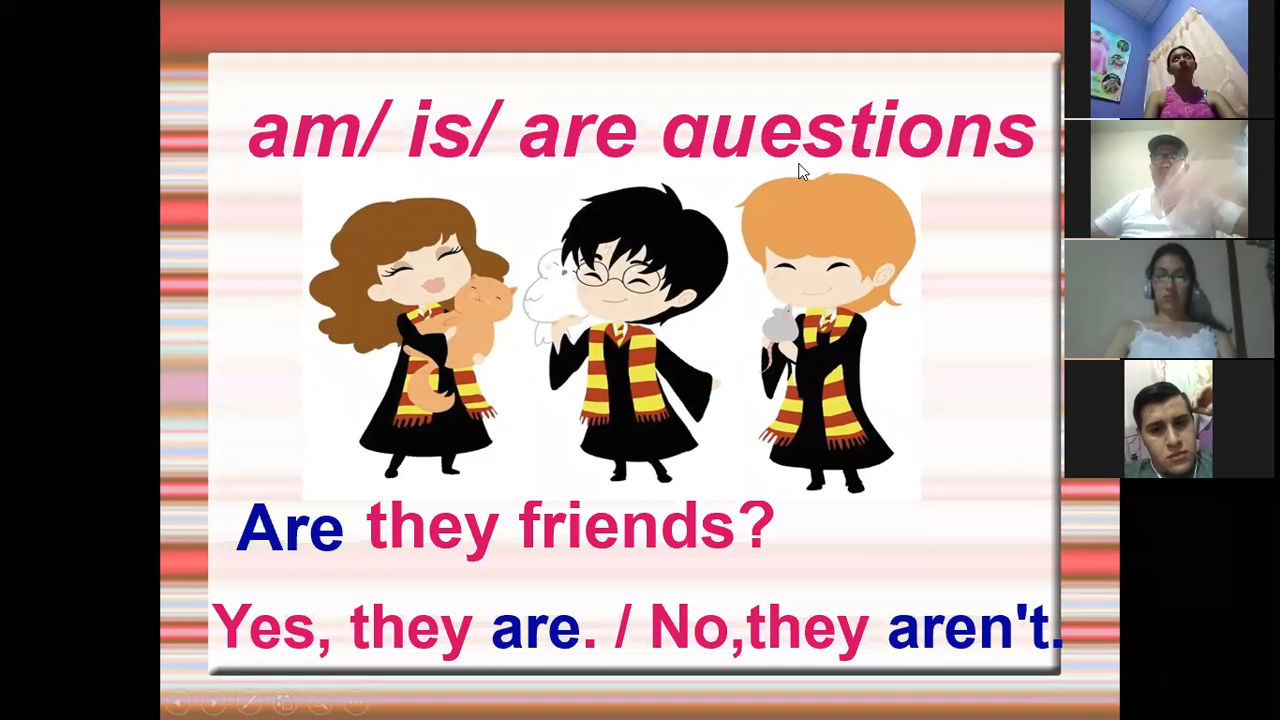 am/ is/ are questions
Are they friends?
Yes, they are. / No,they aren't.